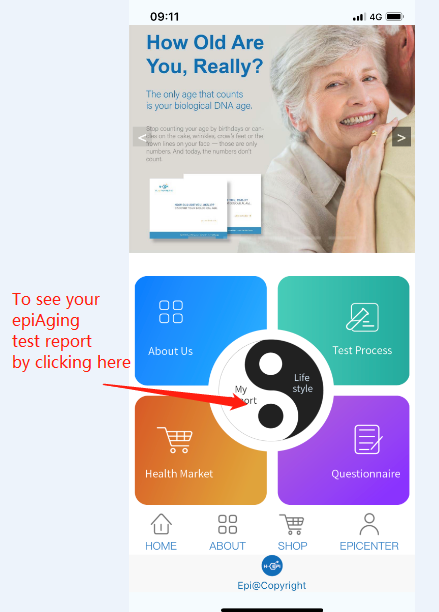 09:11
4G
How Old Are
You, Really?
The only age that counts
is your biological DNA age.
Stop counting your age by birthdays or can-
dles on the cake, wrinkles, crow's feet or the
frown lines on your face — those are only
numbers. And today, the numbers don't
count.
<
>
To see your
epiAging
test report
by clicking here
About Us
Test Process
My
Life
style
Health Market
Questionnaire
HOME
ABOUT
SHOP
EPICENTER
Epi@Copyright